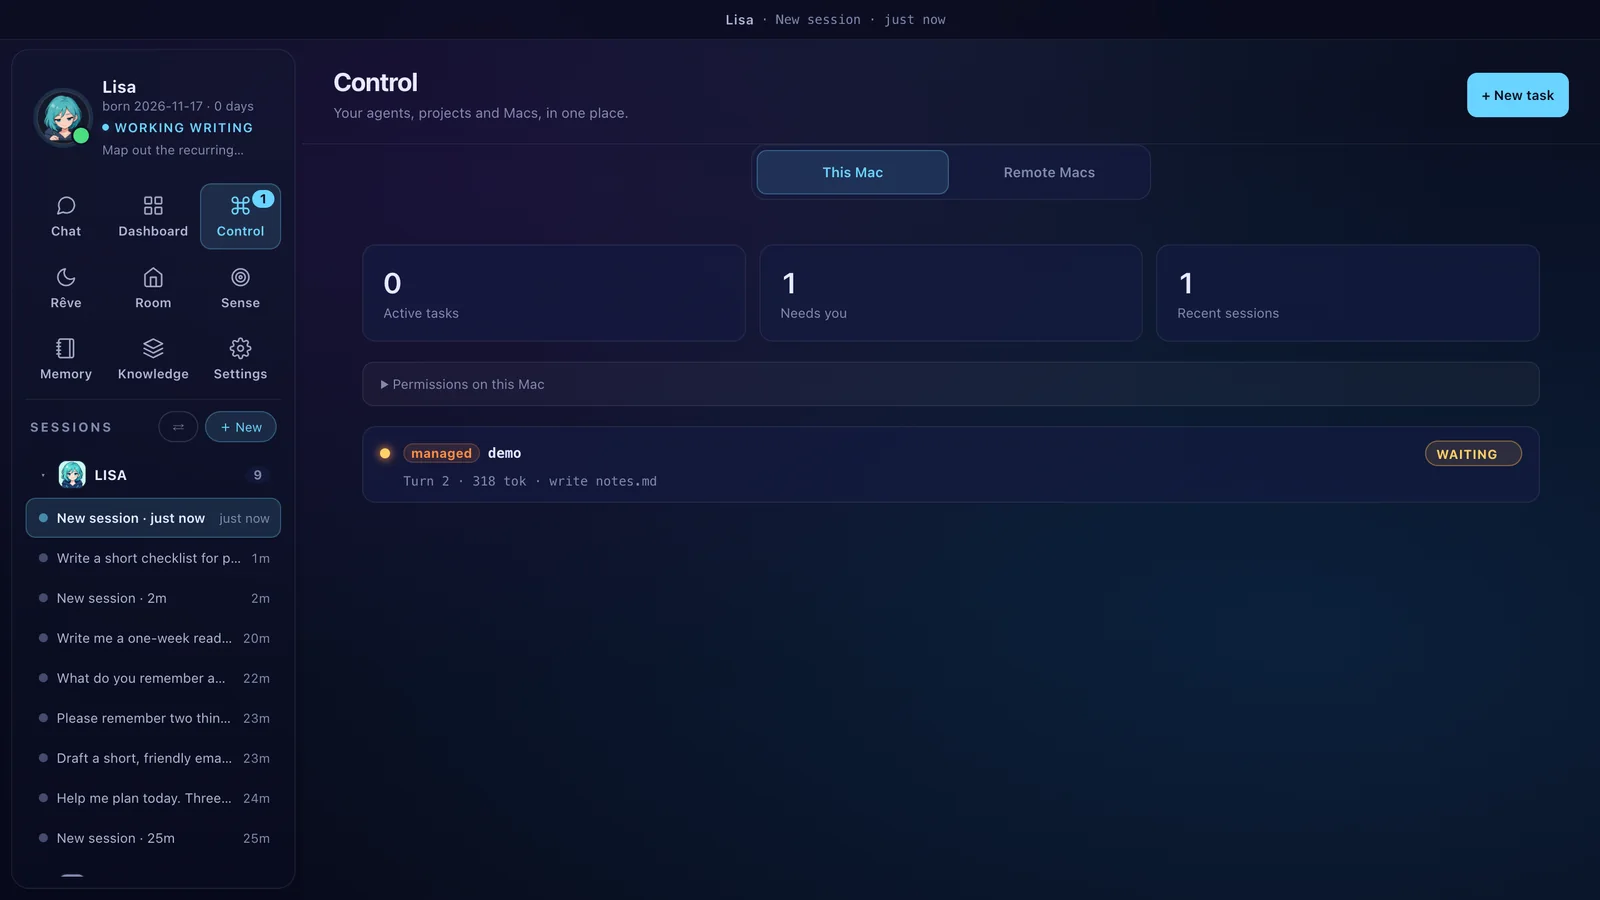 Lisa · New session · just now
Lisa
born 2026-11-17 · 0 days
WORKING WRITING
Map out the recurring...
Chat
Dashboard
Control
1
Rêve
Room
Sense
Memory
Knowledge
Settings
SESSIONS
+ New
LISA
9
New session · just now just now
Write a short checklist for p... 1m
New session · 2m 2m
Write me a one-week read... 20m
What do you remember a... 22m
Please remember two thin... 23m
Draft a short, friendly ema... 23m
Help me plan today. Three... 24m
New session · 25m 25m
Control
Your agents, projects and Macs, in one place.
+ New task
This Mac
Remote Macs
0
Active tasks
1
Needs you
1
Recent sessions
Permissions on this Mac
managed demo
WAITING
Turn 2 · 318 tok · write notes.md